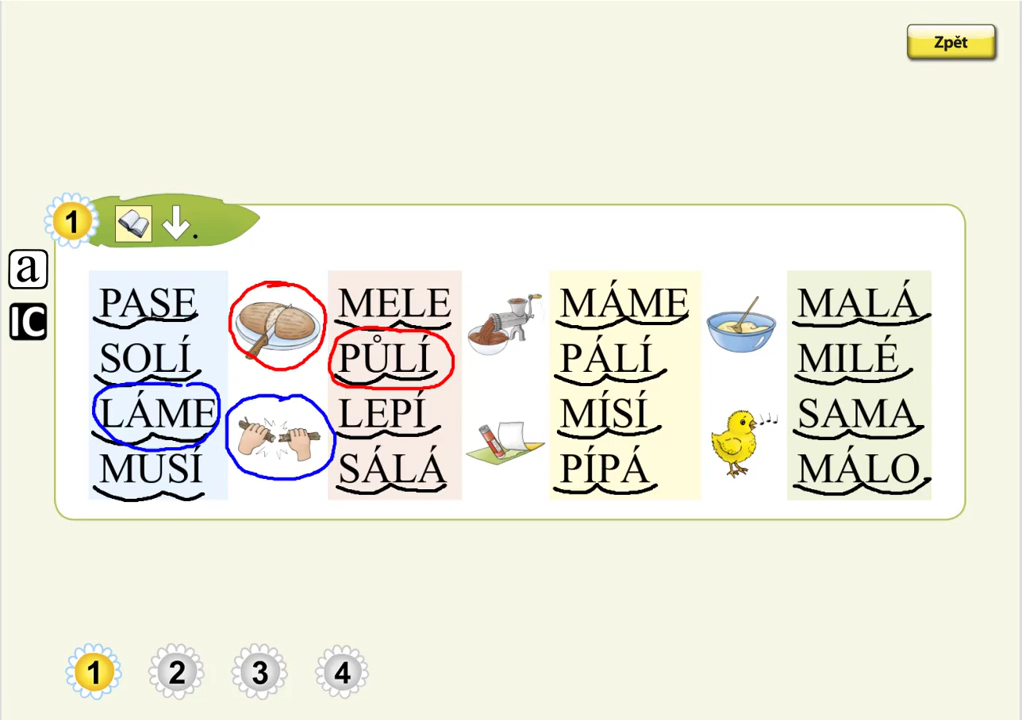 Zpět
1
.
a
IC
PASE MELE MÁME MALÁ
SOLÍ PŮLÍ PÁLÍ MILÉ
LÁME LEPÍ MÍSÍ SAMA
MUSÍ SÁLÁ PÍPÁ MÁLO
1 2 3 4